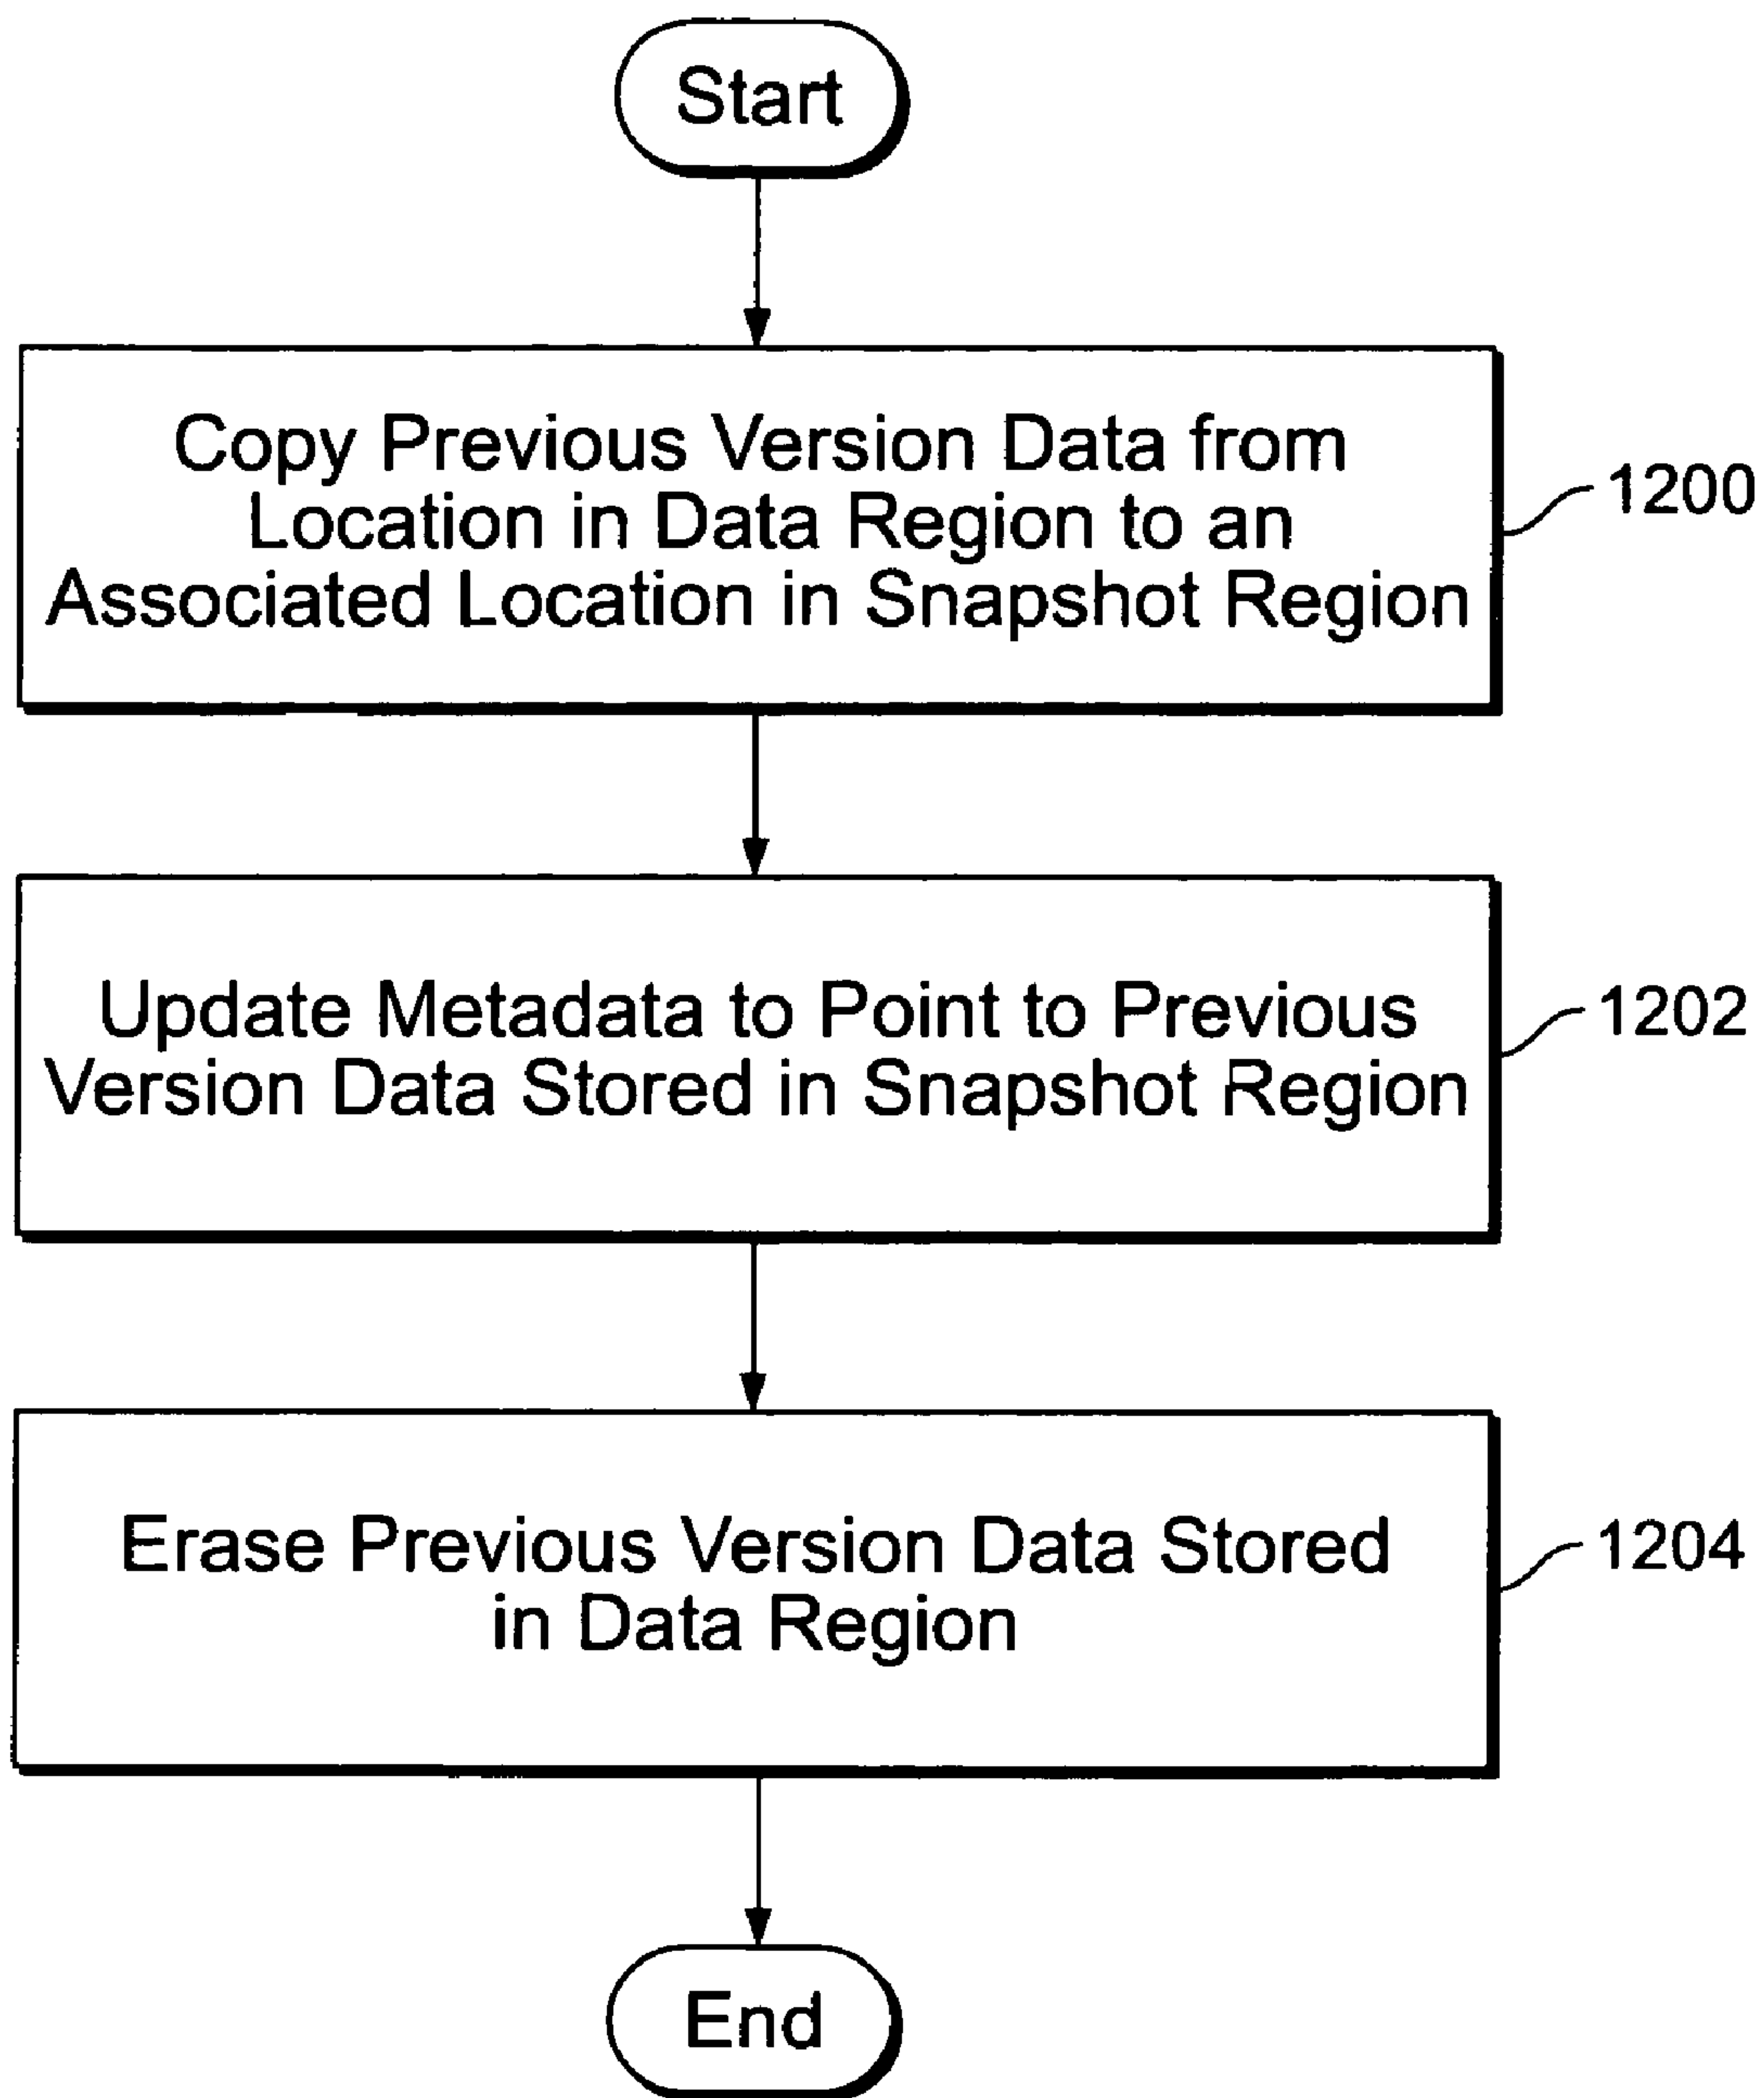 Start
Copy Previous Version Data from
Location in Data Region to an
Associated Location in Snapshot Region
1200
Update Metadata to Point to Previous
Version Data Stored in Snapshot Region
1202
Erase Previous Version Data Stored
in Data Region
1204
End